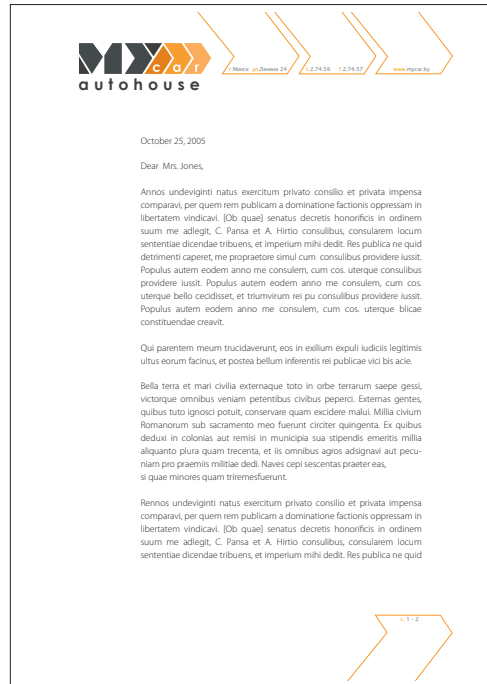 MY car
autohouse
г.Минск ул.Ленина 24
т.2.74.56 f.2.74.57
www.mycar.by
October 25, 2005
Dear Mrs. Jones,
Annos undeviginti natus exercitum privato consilio et privata impensa
comparavi, per quem rem publicam a dominatione factionis oppressam in
libertatem vindicavi. [Ob quae] senatus decretis honorificis in ordinem
suum me adlegit, C. Pansa et A. Hirtio consulibus, consularem locum
sententiae dicendae tribuens, et imperium mihi dedit. Res publica ne quid
detrimenti caperet, me propraetore simul cum consulibus providere iussit.
Populus autem eodem anno me consulem, cum cos. uterque consulibus
providere iussit. Populus autem eodem anno me consulem, cum cos.
uterque bello cecidisset, et triumvirum rei pu consulibus providere iussit.
Populus autem eodem anno me consulem, cum cos. uterque blicae
constituendae creavit.
Qui parentem meum trucidaverunt, eos in exilium expuli iudiciis legitimis
ultus eorum facinus, et postea bellum inferentis rei publicae vici bis acie.
Bella terra et mari civilia externaque toto in orbe terrarum saepe gessi,
victorque omnibus veniam petentibus civibus peperci. Externas gentes,
quibus tuto ignosci potuit, conservare quam excidere malui. Millia civium
Romanorum sub sacramento meo fuerunt circiter quingenta. Ex quibus
deduxi in colonias aut remisi in municipia sua stipendis emeritis millia
aliquanto plura quam trecenta, et iis omnibus agros adsignavi aut pecu-
niam pro praemiis militiae dedi. Naves cepi sescentas praeter eas,
si quae minores quam triremesfuerunt.
Rennos undeviginti natus exercitum privato consilio et privata impensa
comparavi, per quem rem publicam a dominatione factionis oppressam in
libertatem vindicavi. [Ob quae] senatus decretis honorificis in ordinem
suum me adlegit, C. Pansa et A. Hirtio consulibus, consularem locum
sententiae dicendae tribuens, et imperium mihi dedit. Res publica ne quid
с. 1 - 2